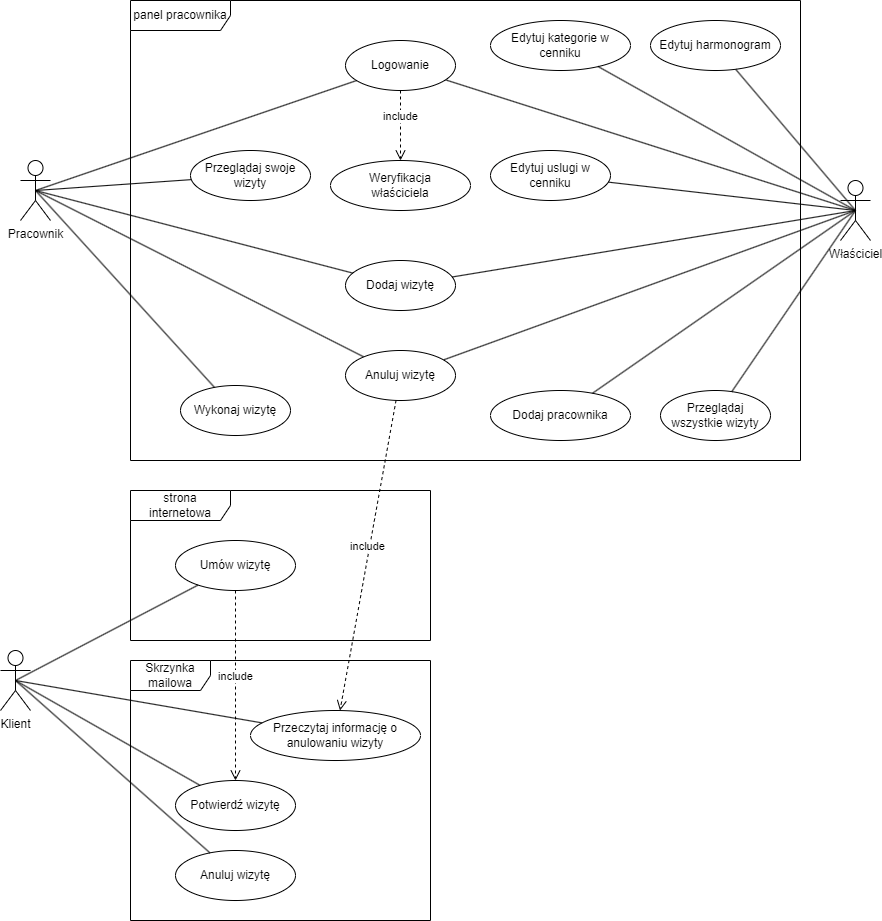 panel pracownika
Edytuj kategorie w
cenniku
Edytuj harmonogram
Logowanie
include
Przeglądaj swoje
wizyty
Weryfikacja
właściciela
Edytuj uslugi w
cenniku
Pracownik
Właściciel
Dodaj wizytę
Anuluj wizytę
Wykonaj wizytę
Dodaj pracownika
Przeglądaj
wszystkie wizyty
strona
internetowa
include
Umów wizytę
Skrzynka
mailowa
include
Klient
Przeczytaj informację o
anulowaniu wizyty
Potwierdź wizytę
Anuluj wizytę